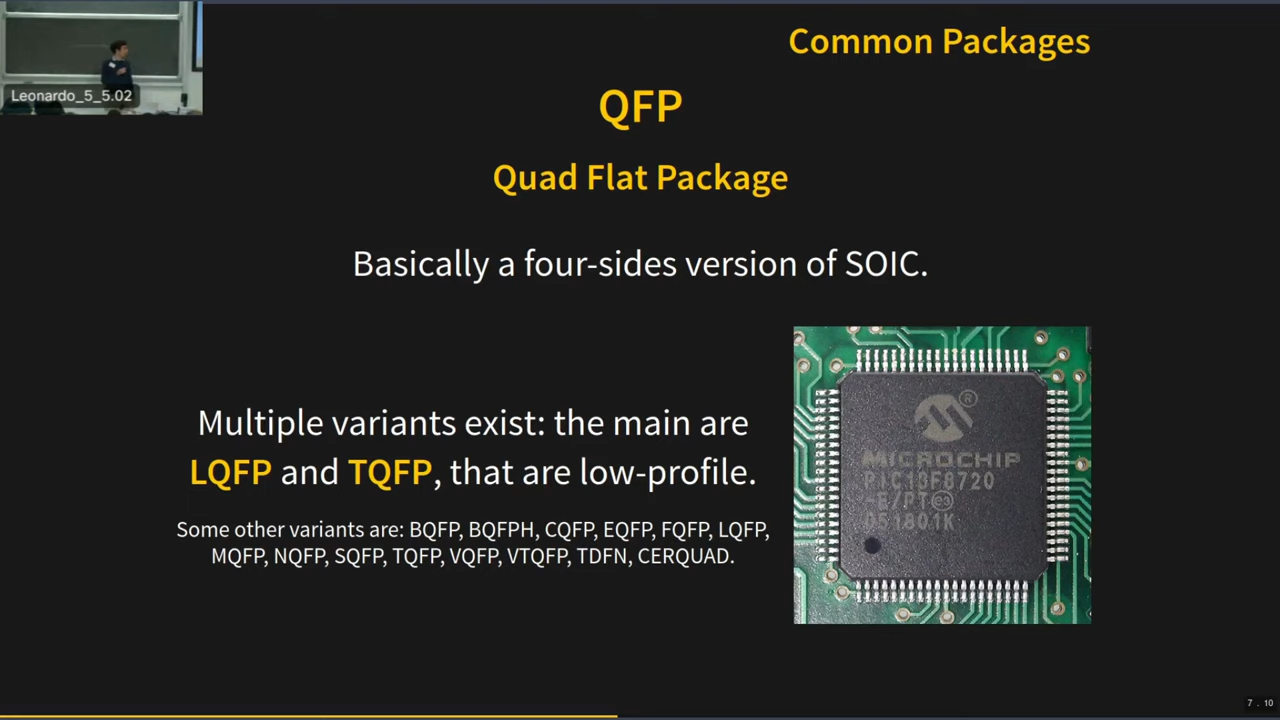 Common Packages
Leonardo_5_5.02
QFP
Quad Flat Package
Basically a four-sides version of SOIC.
Multiple variants exist: the main are
LQFP and TQFP, that are low-profile.
Some other variants are: BQFP, BQFPH, CQFP, EQFP, FQFP, LQFP,
MQFP, NQFP, SQFP, TQFP, VQFP, VTQFP, TDFN, CERQUAD.
®
MICROCHIP
PIC18F8720
-E/PT e3
051801K
7 . 10